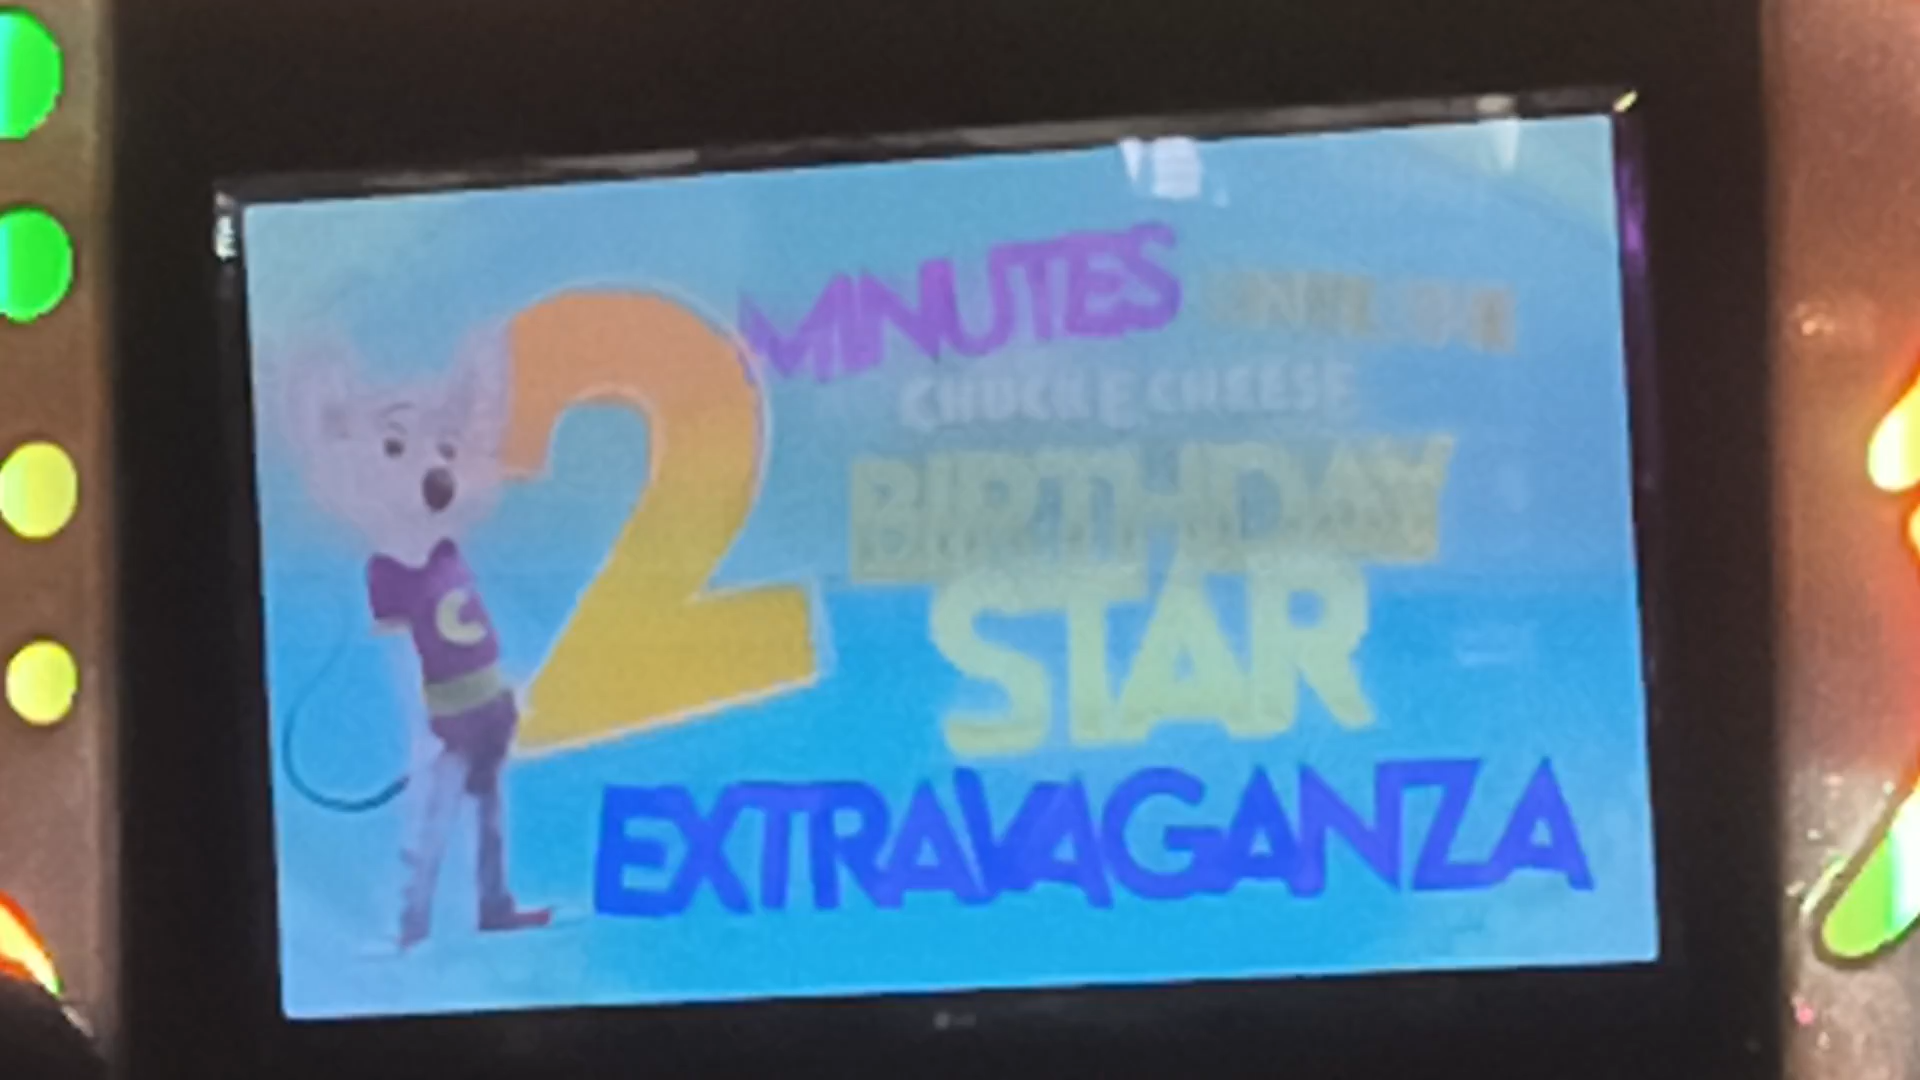 2 MINUTES
CHUCK E. CHEESE
BIRTHDAY
STAR
EXTRAVAGANZA
C